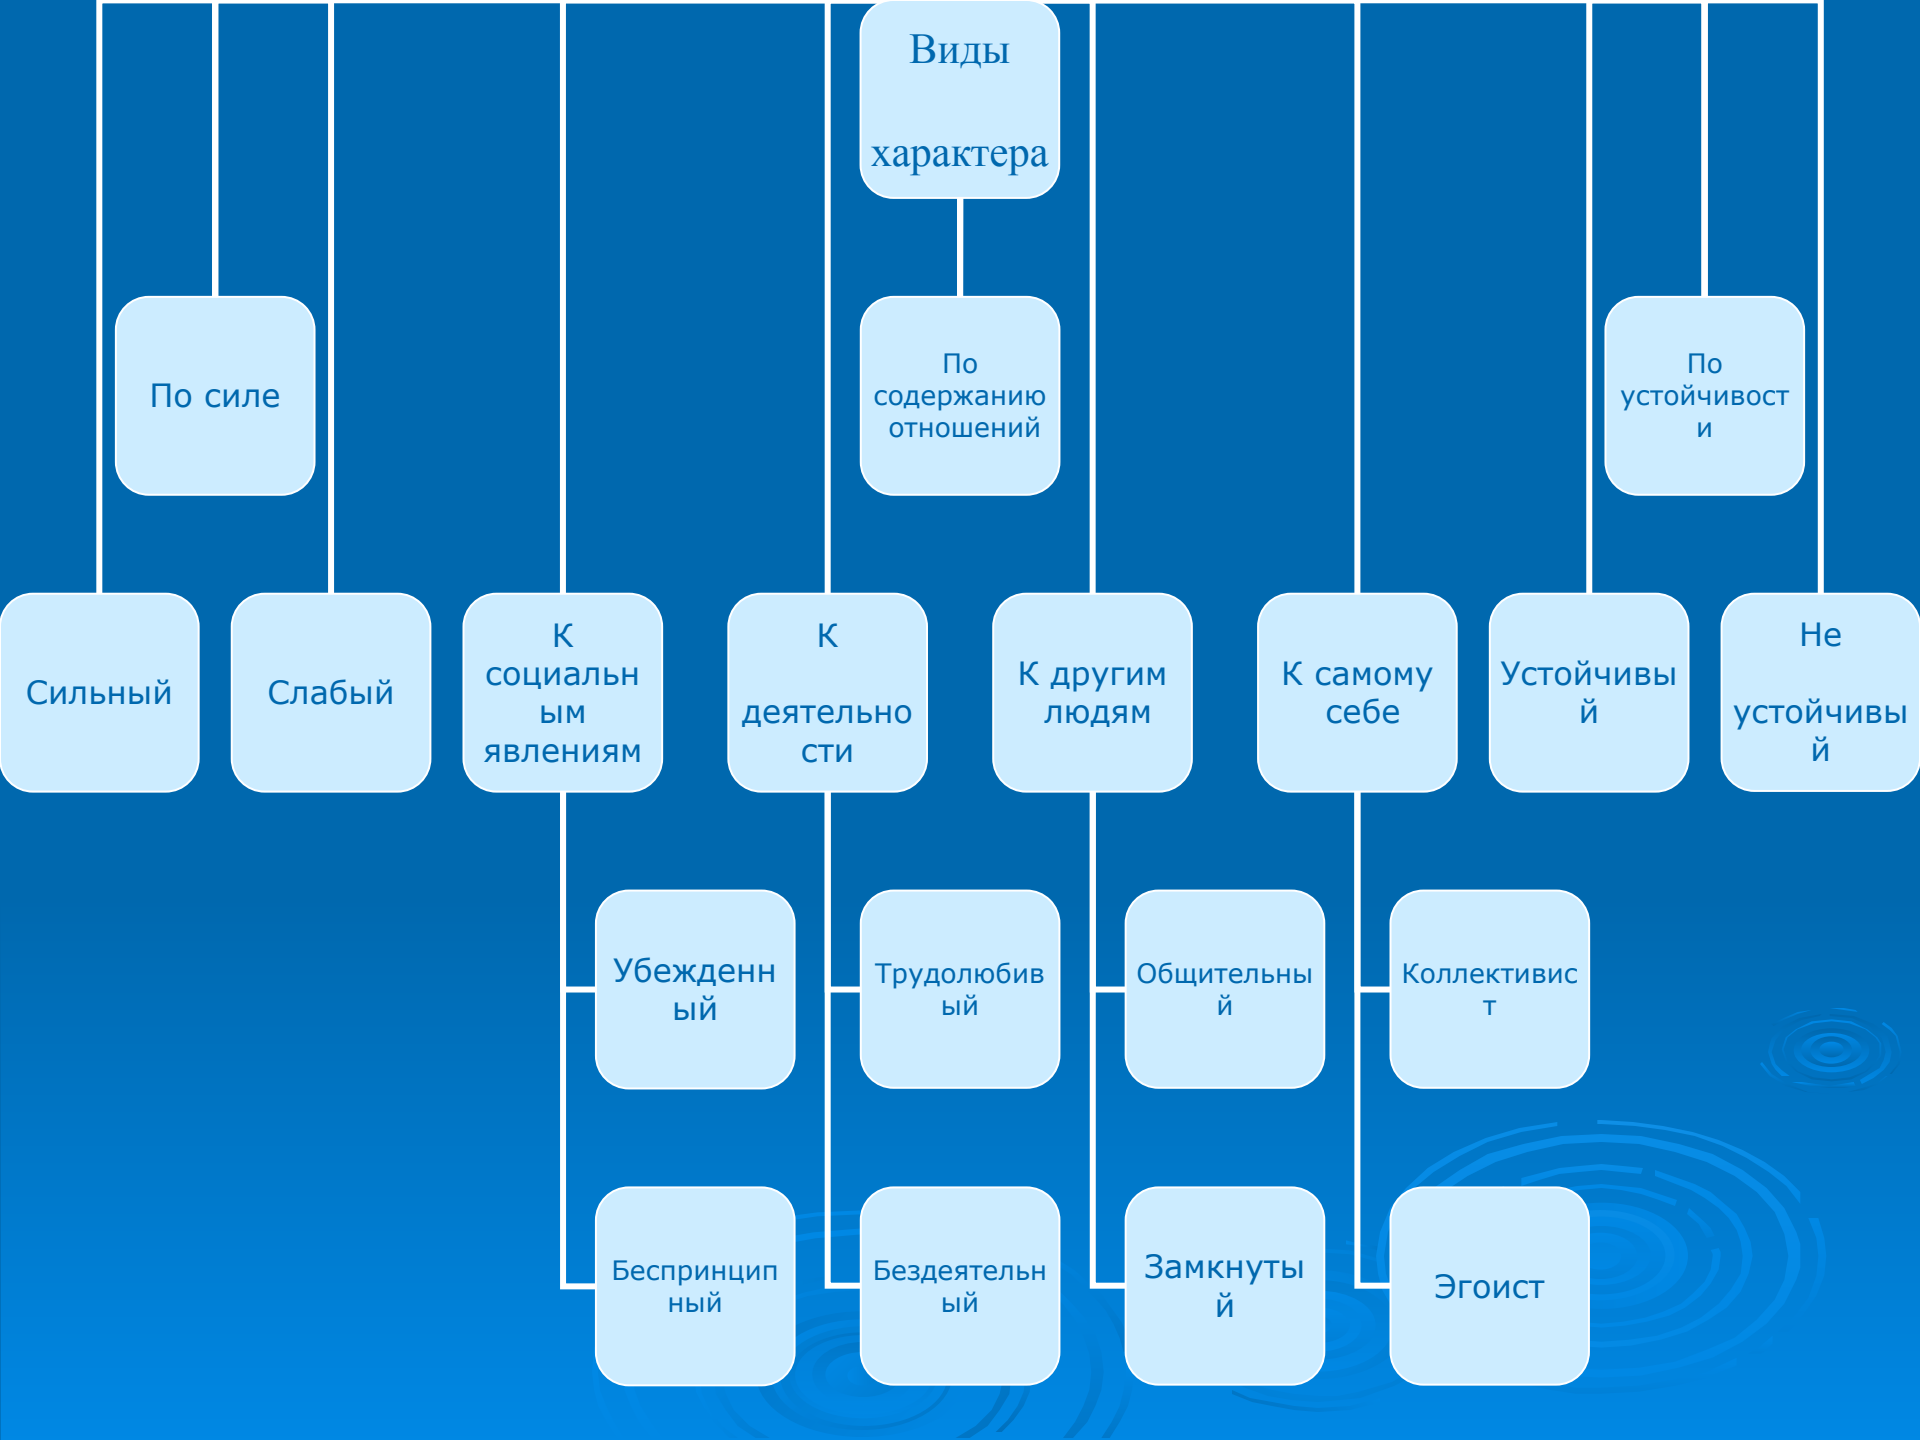 Виды
характера
По силе
По
содержанию
отношений
По
устойчивост
и
Сильный
Слабый
К
социальн
ым
явлениям
К
деятельно
сти
К другим
людям
К самому
себе
Устойчивы
й
Не
устойчивы
й
Убежденн
ый
Трудолюбив
ый
Общительны
й
Коллективис
т
Беспринцип
ный
Бездеятельн
ый
Замкнуты
й
Эгоист